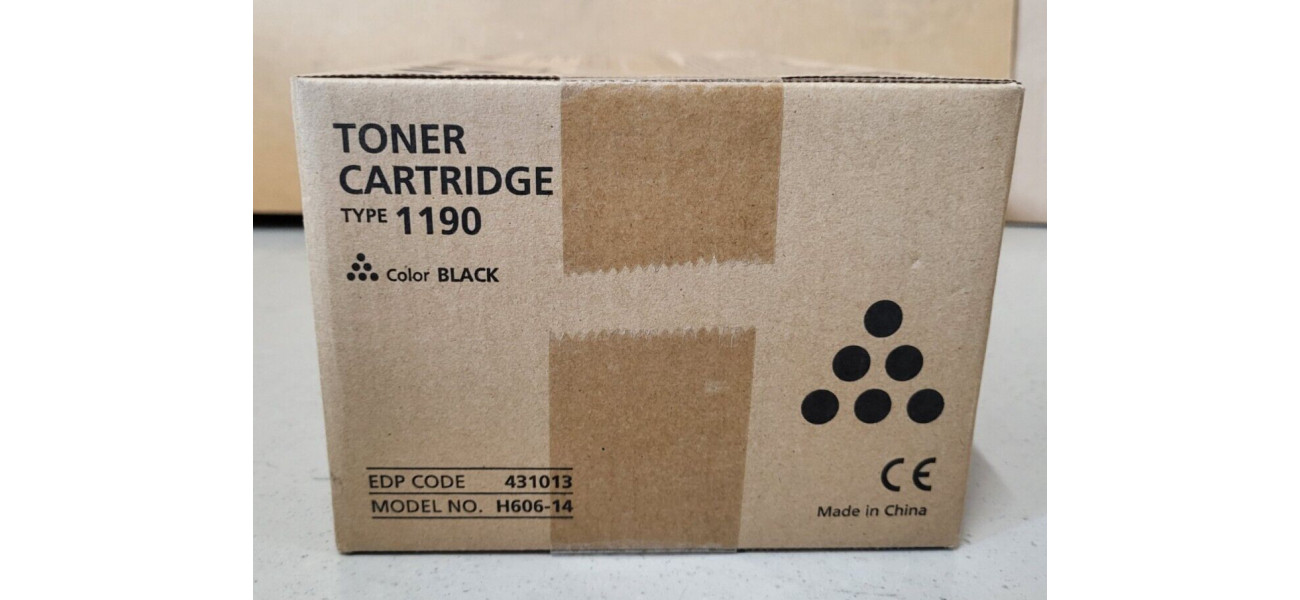 TONER
CARTRIDGE
TYPE 1190
Color BLACK
EDP CODE 431013
MODEL NO. H606-14
CE
Made in China